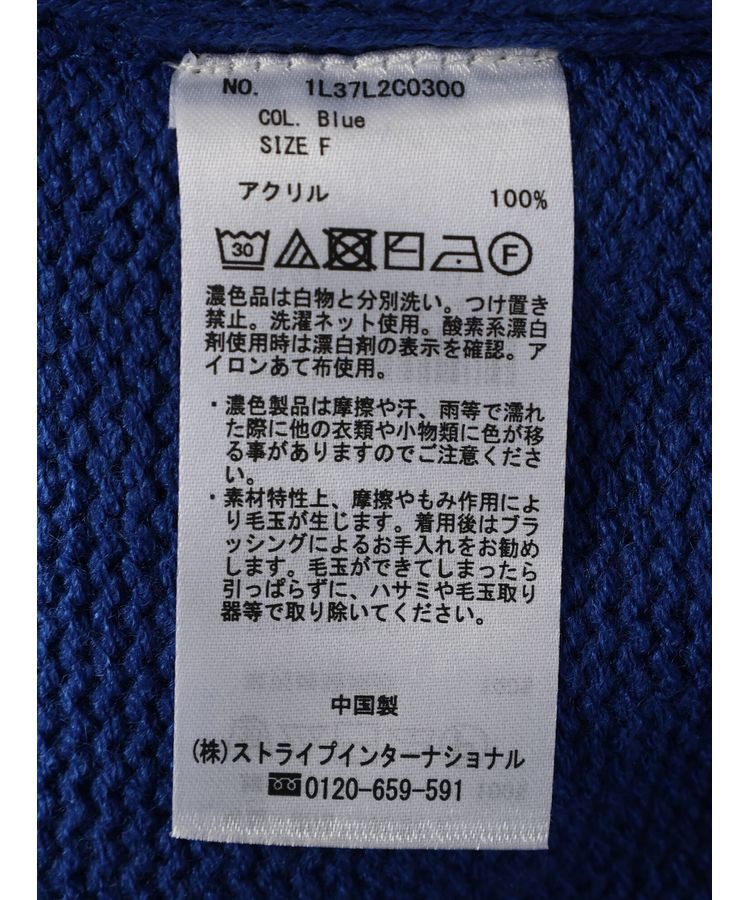 NO. 1L37L2C0300
COL. Blue
SIZE F
アクリル 100%
30 F
濃色品は白物と分別洗い。つけ置き
禁止。洗濯ネット使用。酸素系漂白
剤使用時は漂白剤の表示を確認。ア
イロンあて布使用。
・濃色製品は摩擦や汗、雨等で濡れ
た際に他の衣類や小物類に色が移
る事がありますのでご注意くださ
い。
・素材特性上、摩擦やもみ作用によ
り毛玉が生じます。着用後はブラ
ッシングによるお手入れをお勧め
します。毛玉ができてしまったら
引っぱらずに、ハサミや毛玉取り
器等で取り除いてください。
中国製
(株)ストライプインターナショナル
0120-659-591